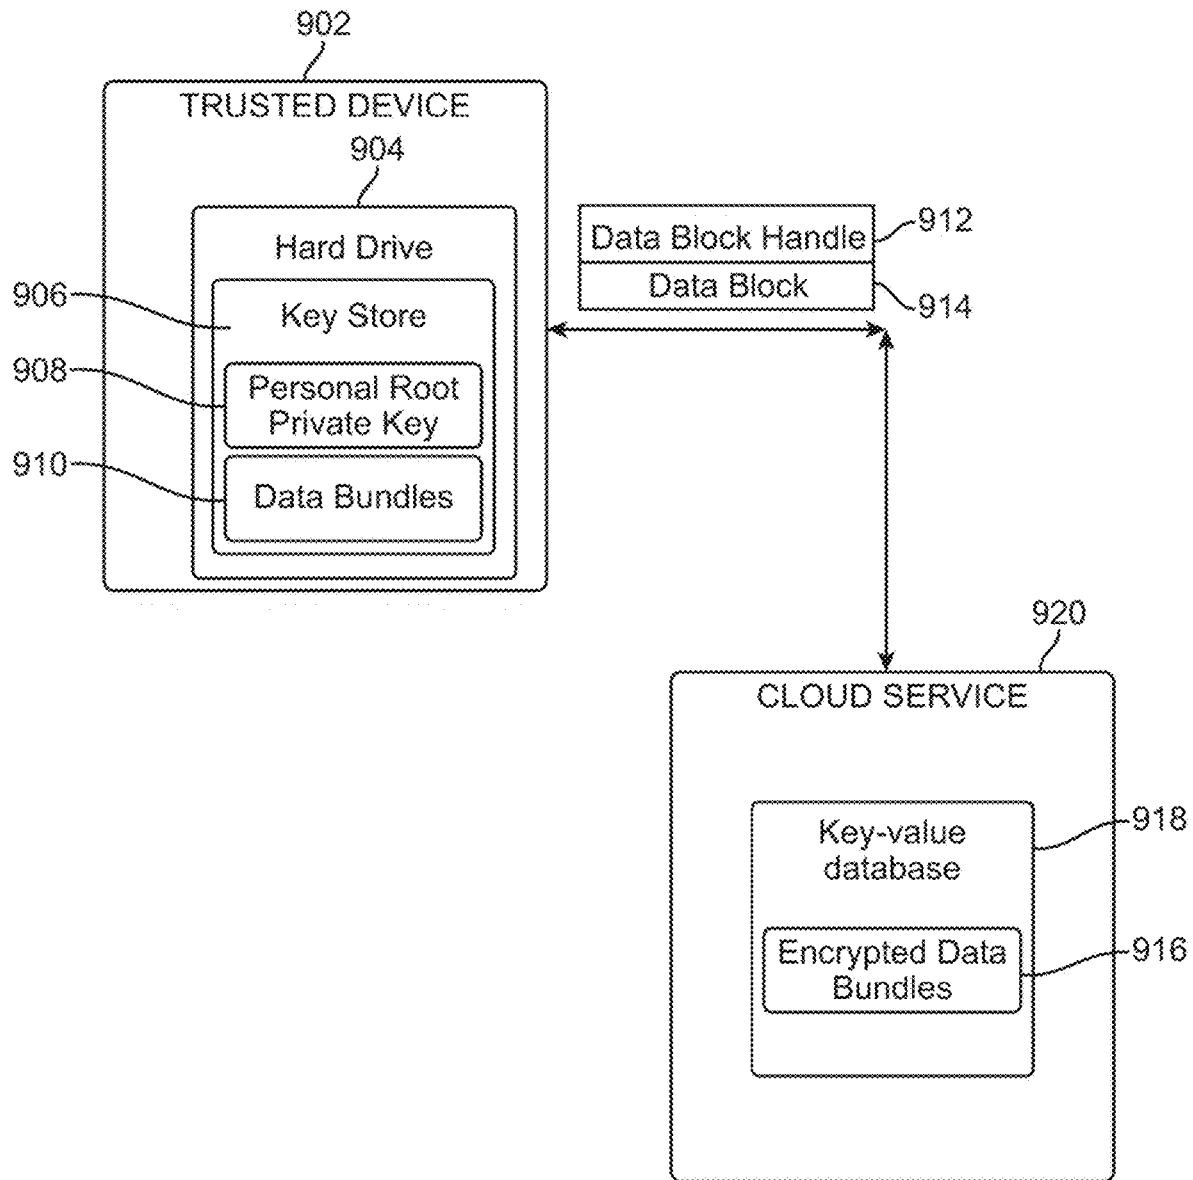 902
TRUSTED DEVICE
904
Hard Drive
906
Key Store
908
Personal Root
Private Key
910
Data Bundles
Data Block Handle
912
Data Block
914
920
CLOUD SERVICE
Key-value
database
918
Encrypted Data
Bundles
916